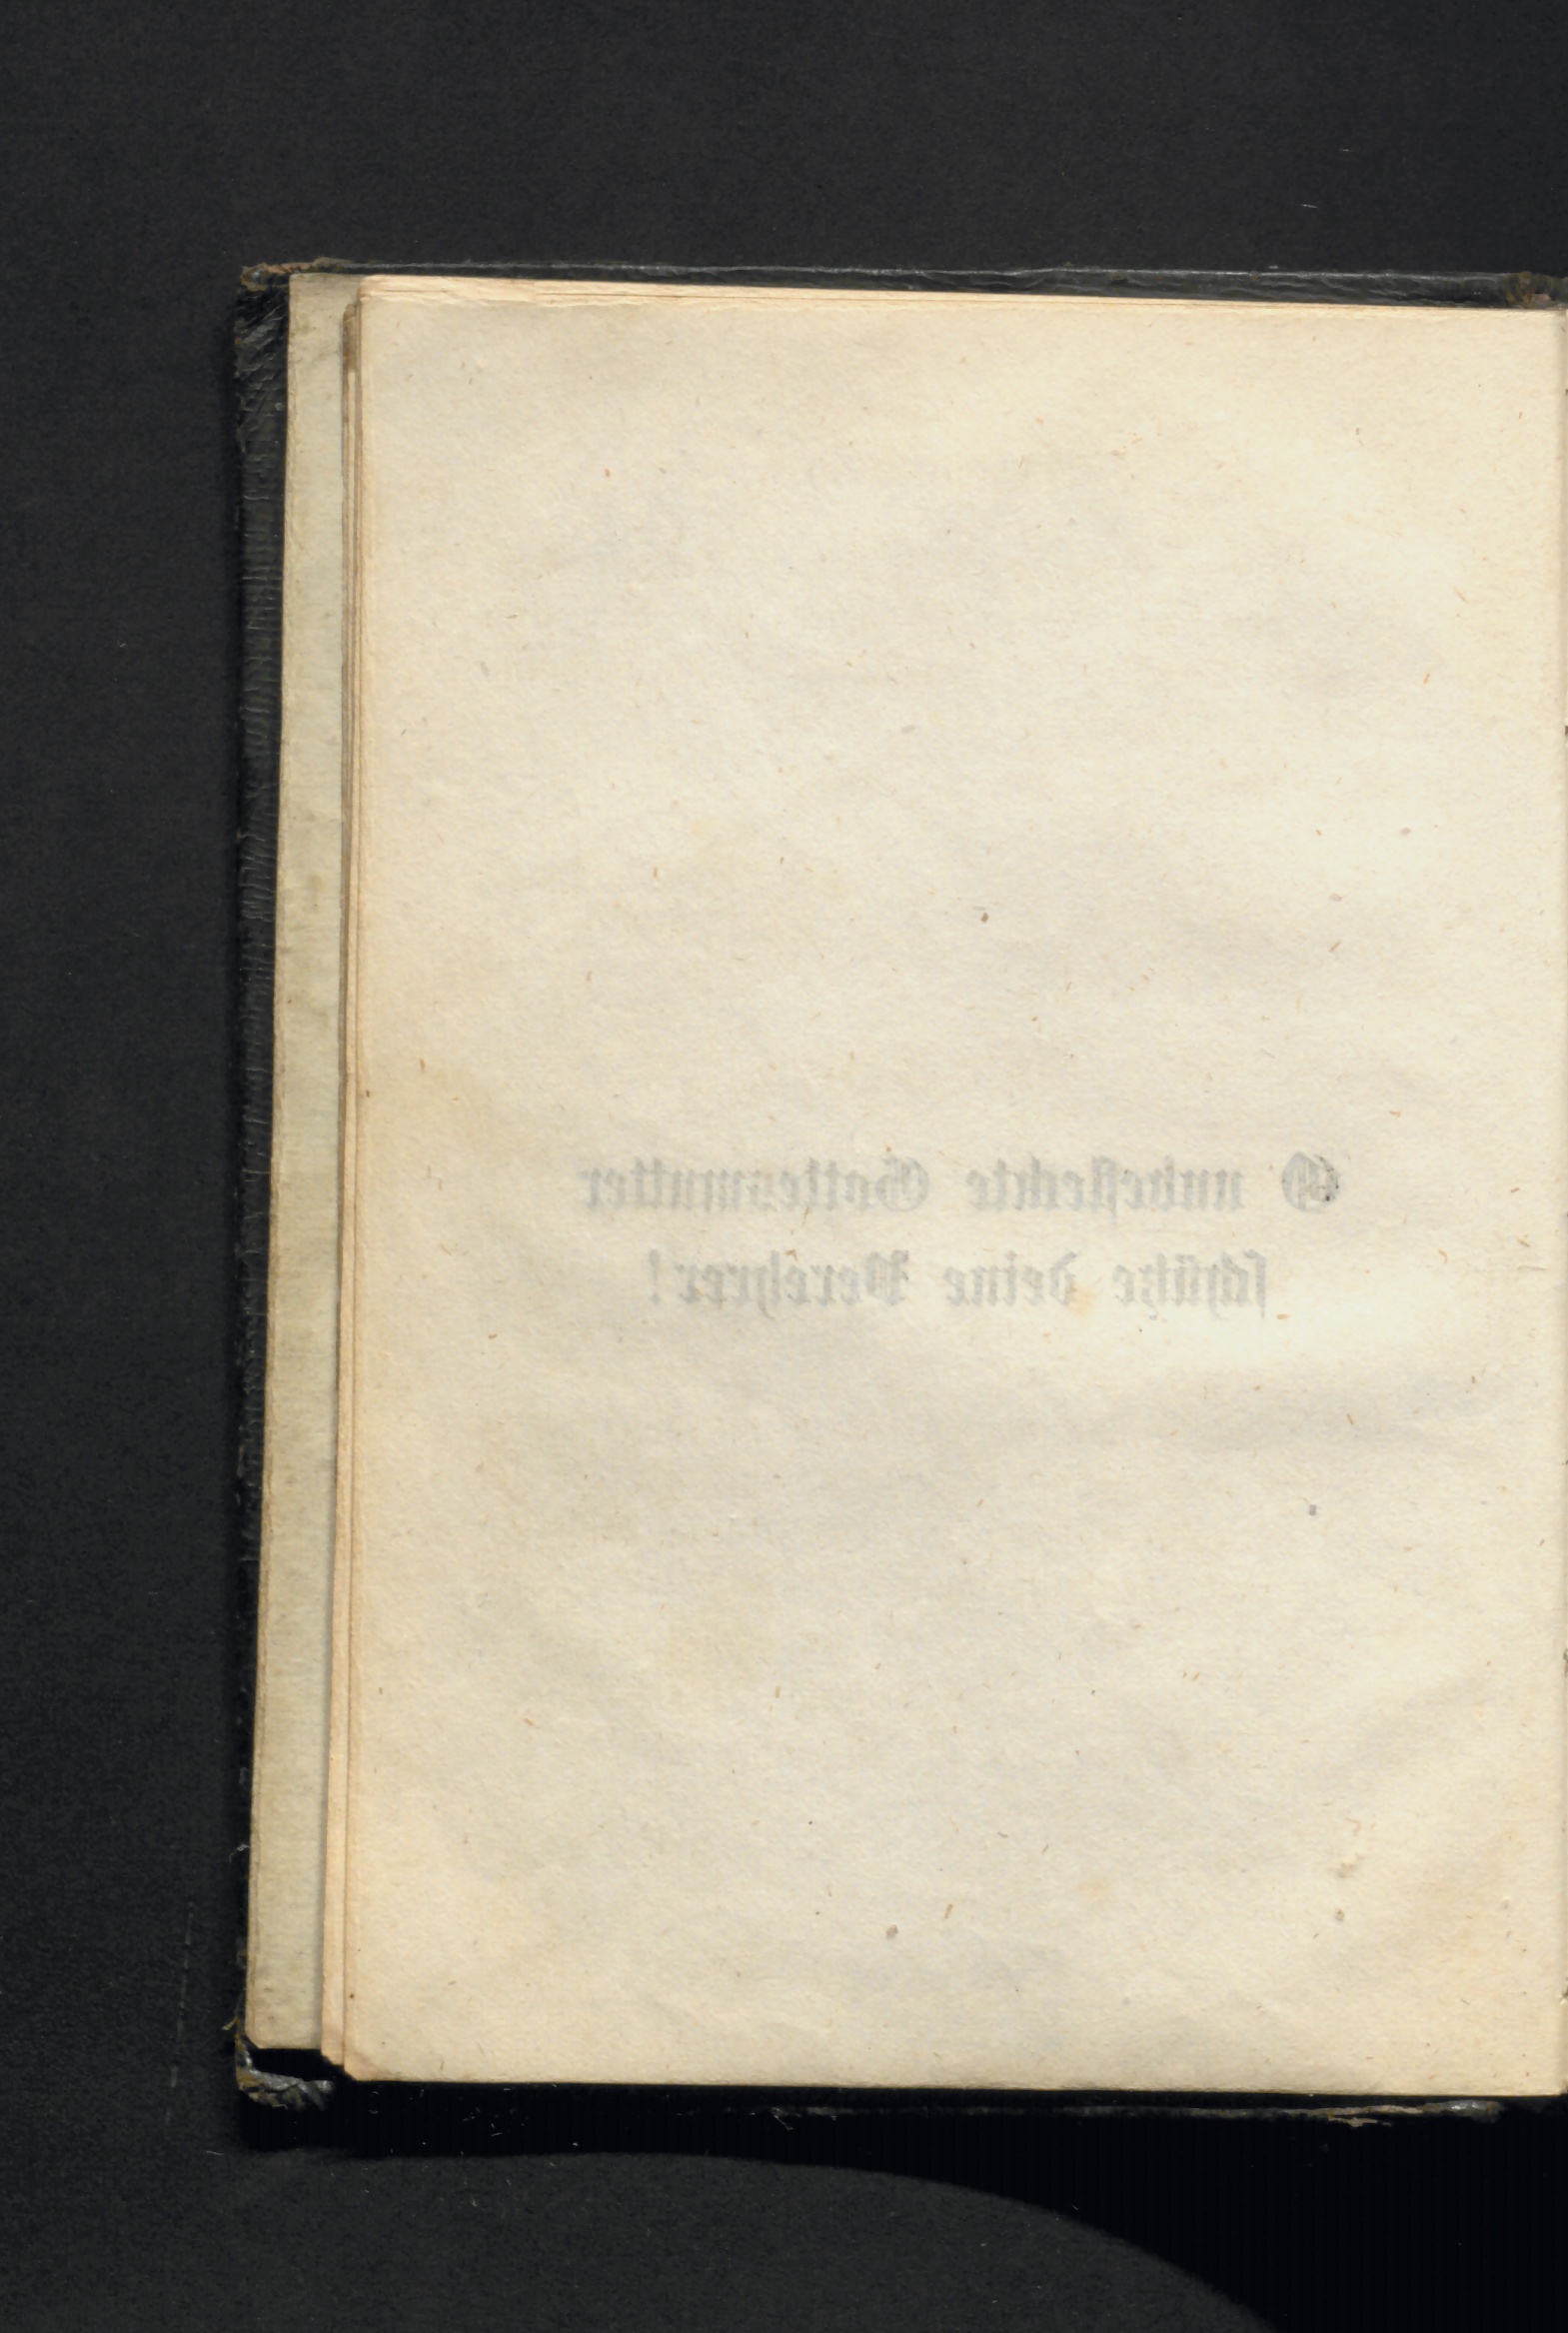 O unbefleckte Gottesmutter
schütze deine Verehrer!